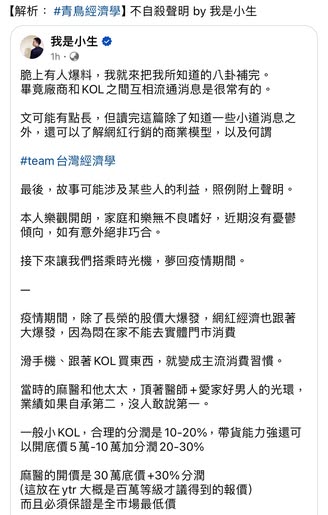 【解析： #青鳥經濟學】不自殺聲明 by 我是小生
我是小生
1h ·
脆上有人爆料，我就來把我所知道的八卦補完。
畢竟廠商和KOL之間互相流通消息是很常有的。
文可能有點長，但讀完這篇除了知道一些小道消息之
外，還可以了解網紅行銷的商業模型，以及何謂
#team台灣經濟學
最後，故事可能涉及某些人的利益，照例附上聲明。
本人樂觀開朗，家庭和樂無不良嗜好，近期沒有憂鬱
傾向，如有意外絕非巧合。
接下來讓我們搭乘時光機，夢回疫情期間。
—
疫情期間，除了長榮的股價大爆發，網紅經濟也跟著
大爆發，因為悶在家不能去實體門市消費
滑手機、跟著KOL買東西，就變成主流消費習慣。
當時的麻醫和他太太，頂著醫師+愛家好男人的光環，
業績如果自承第二，沒人敢說第一。
一般小KOL，合理的分潤是10-20%，帶貨能力強還可
以開底價5萬-10萬加分潤20-30%
麻醫的開價是30萬底價+30%分潤
(這放在ytr 大概是百萬等級才議得到的報價)
而且必須保證是全市場最低價